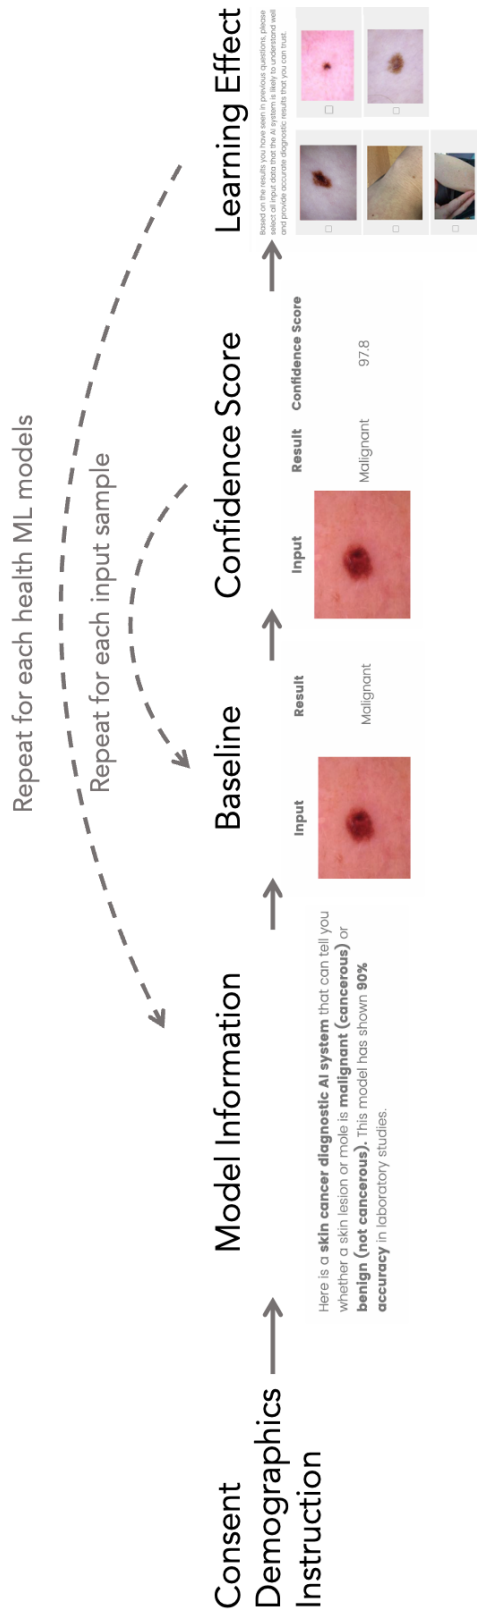 Repeat for each health ML models
Repeat for each input sample
Consent
Demographics
Instruction
Model Information
Here is a skin cancer diagnostic AI system that can tell you
whether a skin lesion or mole is malignant (cancerous) or
benign (not cancerous). This model has shown 90%
accuracy in laboratory studies.
Baseline
Input
Result
Malignant
Confidence Score
Input
Result
Confidence Score
Malignant
97.8
Learning Effect
Based on the results you have seen in previous questions, please
select all input data that the AI system is likely to understand well
and provide accurate diagnostic results that you can trust.